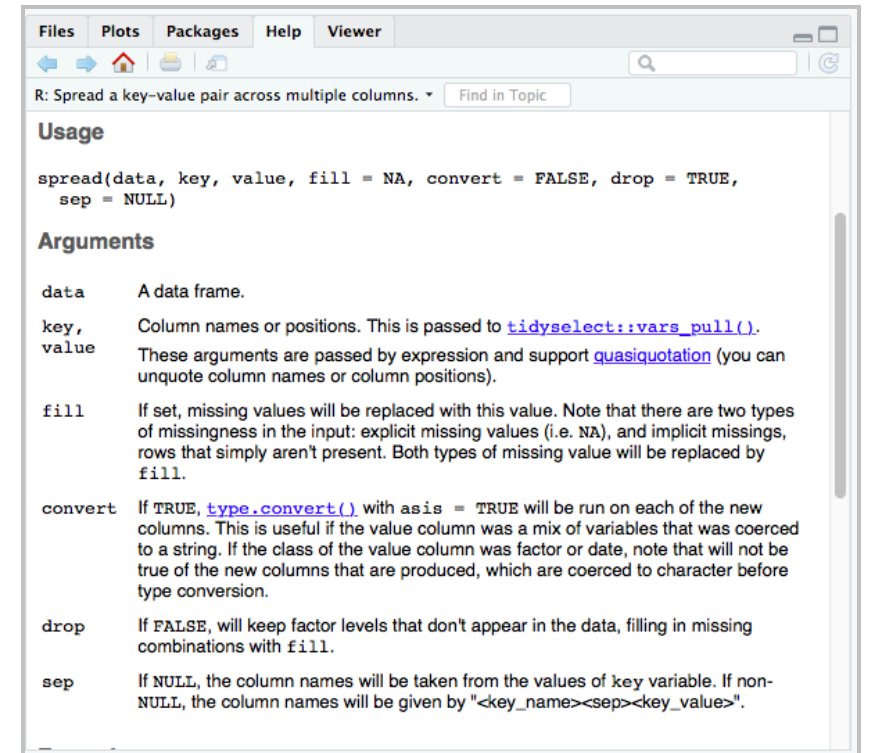 Files Plots Packages Help Viewer
R: Spread a key-value pair across multiple columns. Find in Topic
Usage
spread(data, key, value, fill = NA, convert = FALSE, drop = TRUE,
sep = NULL)
Arguments
data A data frame.
key, Column names or positions. This is passed to tidyselect::vars_pull().
value These arguments are passed by expression and support quasiquotation (you can
unquote column names or column positions).
fill If set, missing values will be replaced with this value. Note that there are two types
of missingness in the input: explicit missing values (i.e. NA), and implicit missings,
rows that simply aren't present. Both types of missing value will be replaced by
fill.
convert If TRUE, type.convert() with asis = TRUE will be run on each of the new
columns. This is useful if the value column was a mix of variables that was coerced
to a string. If the class of the value column was factor or date, note that will not be
true of the new columns that are produced, which are coerced to character before
type conversion.
drop If FALSE, will keep factor levels that don't appear in the data, filling in missing
combinations with fill.
sep If NULL, the column names will be taken from the values of key variable. If non-
NULL, the column names will be given by "<key_name><sep><key_value>".